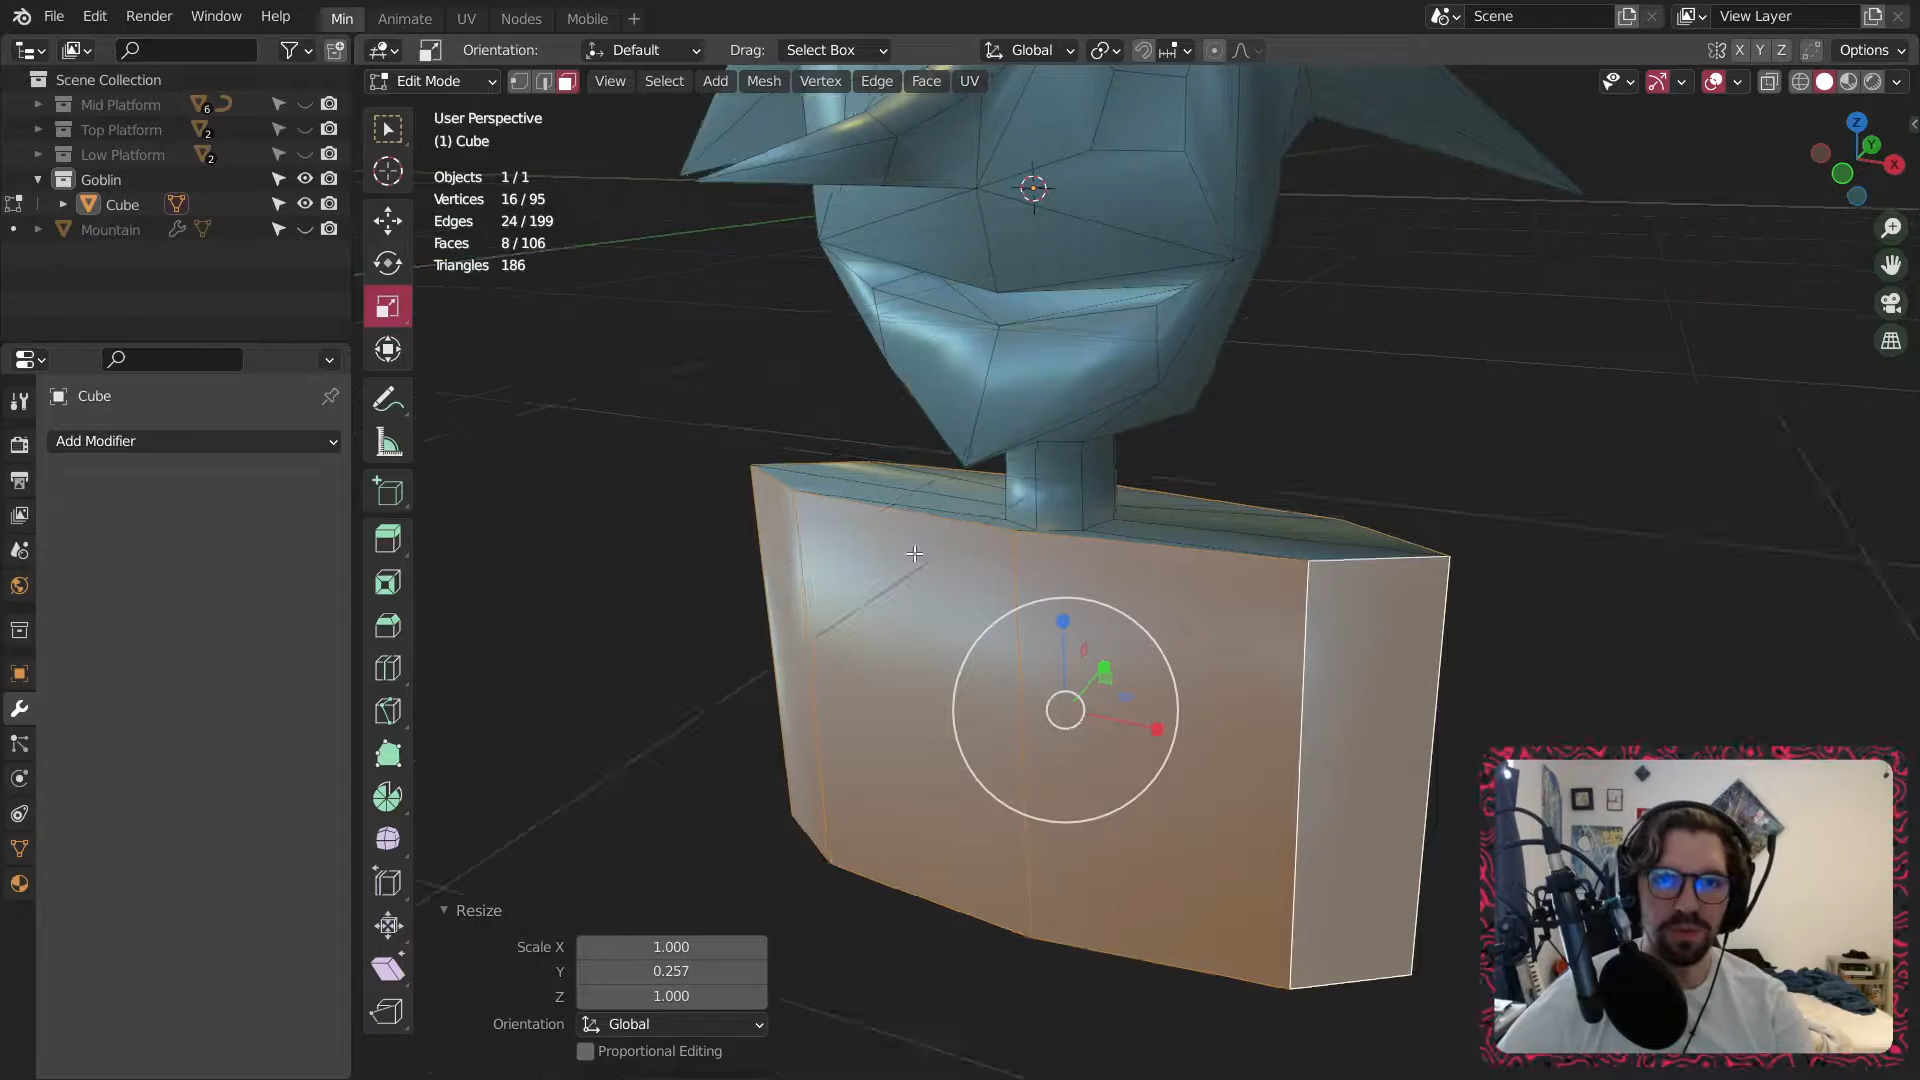 File Edit Render Window Help Min Animate UV Nodes Mobile + Scene View Layer
Orientation: Default Drag: Select Box Global X Y Z Options
Edit Mode View Select Add Mesh Vertex Edge Face UV
Scene Collection
Mid Platform 6
Top Platform 2
Low Platform 2
Goblin
Cube
Mountain
User Perspective
(1) Cube
Objects 1 / 1
Vertices 16 / 95
Edges 24 / 199
Faces 8 / 106
Triangles 186
Z
Y
X
Cube
Add Modifier
Resize
Scale X 1.000
Y 0.257
Z 1.000
Orientation Global
Proportional Editing